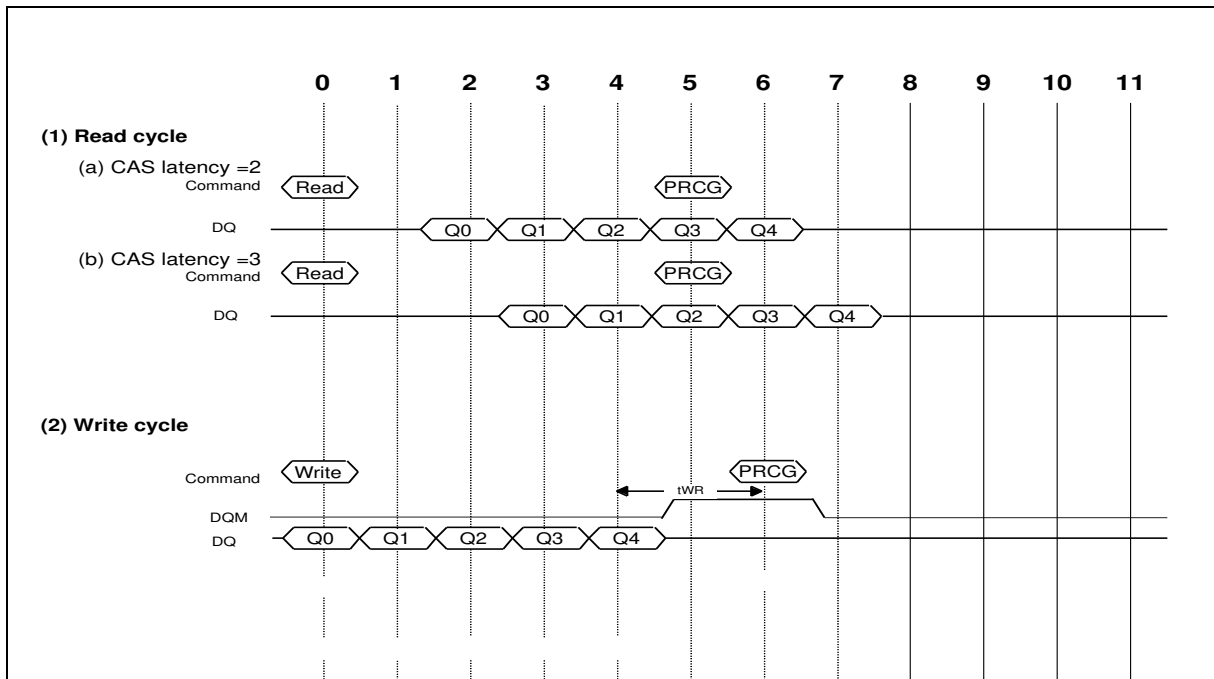 0 1 2 3 4 5 6 7 8 9 10 11
(1) Read cycle
(a) CAS latency =2
Command Read PRCG
DQ Q0 Q1 Q2 Q3 Q4
(b) CAS latency =3
Command Read PRCG
DQ Q0 Q1 Q2 Q3 Q4
(2) Write cycle
Command Write PRCG
tWR
DQM
DQ Q0 Q1 Q2 Q3 Q4